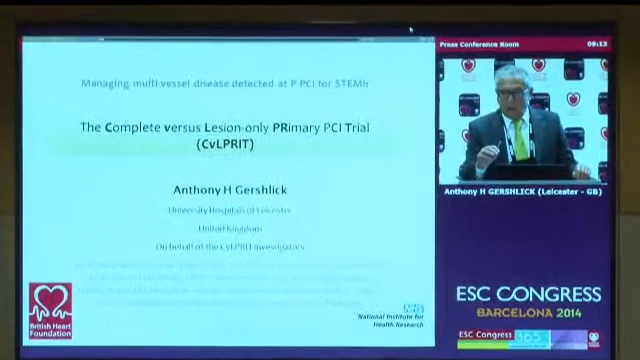 Press Conference Room
09:13
Managing multi-vessel disease detected at P-PCI for STEMI:
The Complete versus Lesion-only PRimary PCI Trial
(CvLPRIT)
Anthony H Gershlick
University Hospitals of Leicester
United Kingdom
On behalf of the CvLPRIT investigators
British Heart
Foundation
NHS
National Institute for
Health Research
Anthony H GERSHLICK (Leicester - GB)
ESC CONGRESS
BARCELONA 2014
ESC Congress
365